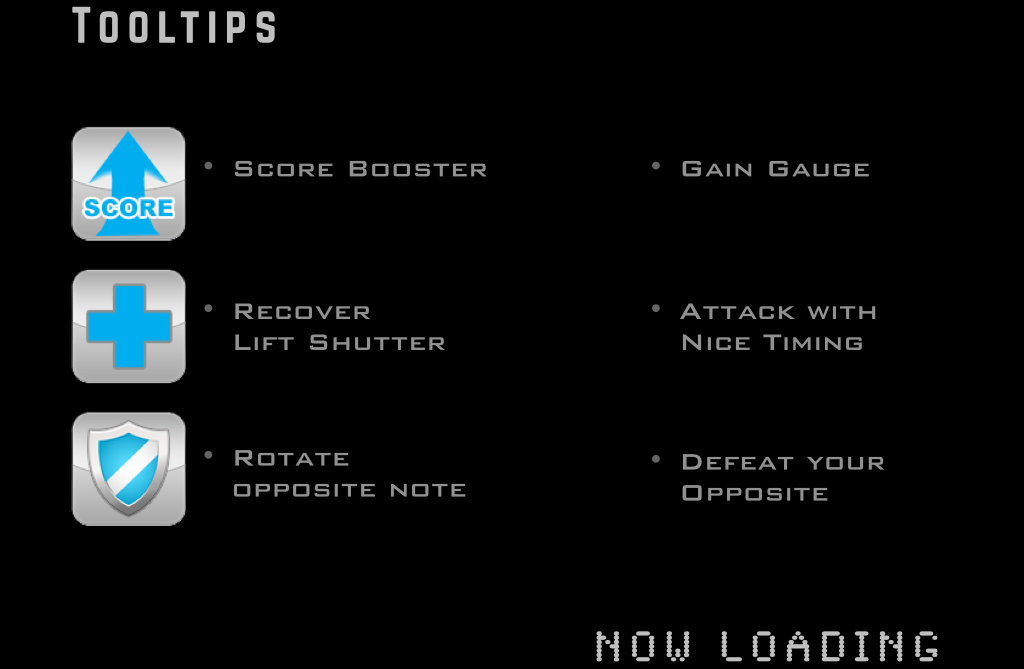 TOOLTIPS
SCORE
• SCORE BOOSTER
• GAIN GAUGE
• RECOVER
LIFT SHUTTER
• ATTACK WITH
NICE TIMING
• ROTATE
OPPOSITE NOTE
• DEFEAT YOUR
OPPOSITE
NOW LOADING